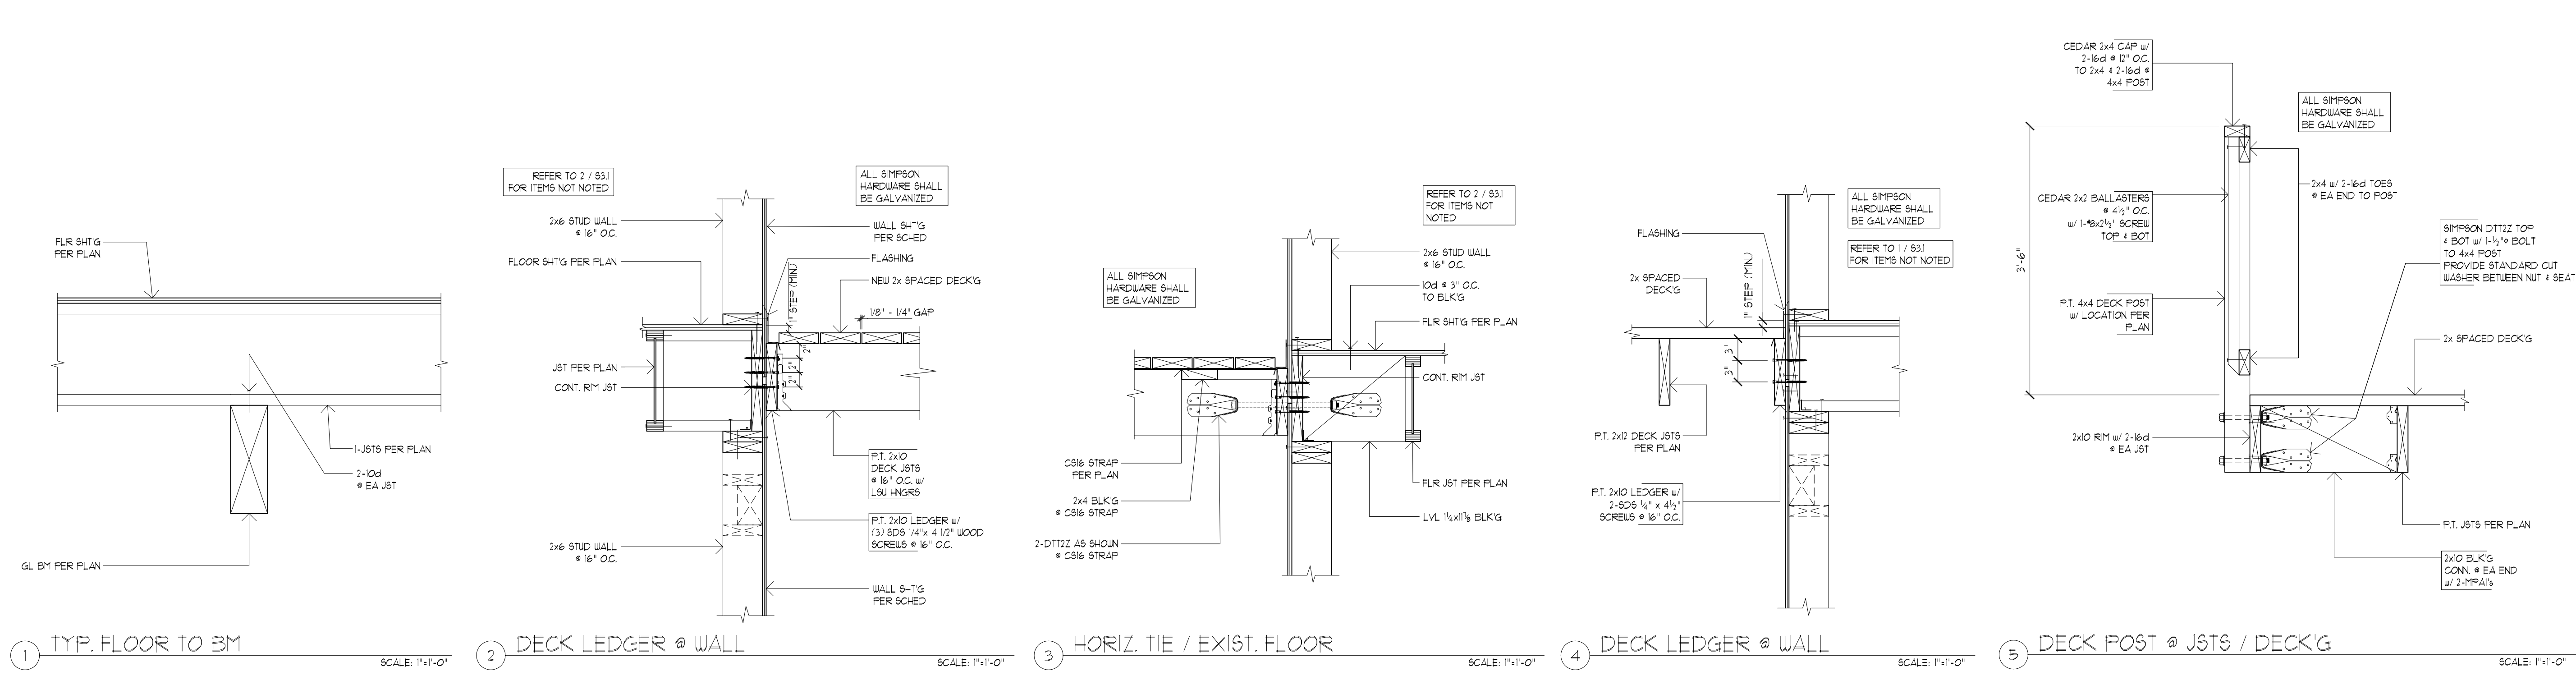 FLR SHT'G
PER PLAN
1-JSTS PER PLAN
2-10d
@ EA JST
GL BM PER PLAN
1
TYP. FLOOR TO BM
SCALE: 1"=1'-0"
REFER TO 2 / S3.1
FOR ITEMS NOT NOTED
ALL SIMPSON
HARDWARE SHALL
BE GALVANIZED
2x6 STUD WALL
@ 16" O.C.
WALL SHT'G
PER SCHED
FLOOR SHT'G PER PLAN
FLASHING
1" STEP (MIN.)
NEW 2x SPACED DECK'G
1/8" - 1/4" GAP
2"
2"
2"
JST PER PLAN
CONT. RIM JST
P.T. 2x10
DECK JSTS
@ 16" O.C. w/
LSU HNGRS
P.T. 2x10 LEDGER w/
(3) SDS 1/4"x 4 1/2" WOOD
SCREWS @ 16" O.C.
2x6 STUD WALL
@ 16" O.C.
WALL SHT'G
PER SCHED
2
DECK LEDGER @ WALL
SCALE: 1"=1'-0"
REFER TO 2 / S3.1
FOR ITEMS NOT
NOTED
ALL SIMPSON
HARDWARE SHALL
BE GALVANIZED
2x6 STUD WALL
@ 16" O.C.
10d @ 3" O.C.
TO BLK'G
FLR SHT'G PER PLAN
CONT. RIM JST
CS16 STRAP
PER PLAN
2x4 BLK'G
@ CS16 STRAP
2-DTT2Z AS SHOWN
@ CS16 STRAP
FLR JST PER PLAN
LVL 1¼x11⅞ BLK'G
3
HORIZ. TIE / EXIST. FLOOR
SCALE: 1"=1'-0"
ALL SIMPSON
HARDWARE SHALL
BE GALVANIZED
REFER TO 1 / S3.1
FOR ITEMS NOT NOTED
FLASHING
1" STEP (MIN.)
2x SPACED
DECK'G
3"
3"
P.T. 2x12 DECK JSTS
PER PLAN
P.T. 2x10 LEDGER w/
2-SDS ¼" x 4½"
SCREWS @ 16" O.C.
4
DECK LEDGER @ WALL
SCALE: 1"=1'-0"
CEDAR 2x4 CAP w/
2-16d @ 12" O.C.
TO 2x4 & 2-16d @
4x4 POST
ALL SIMPSON
HARDWARE SHALL
BE GALVANIZED
2x4 w/ 2-16d TOES
@ EA END TO POST
CEDAR 2x2 BALLASTERS
@ 4½" O.C.
w/ 1-#8x2½" SCREW
TOP & BOT
3'-6"
SIMPSON DTT2Z TOP
& BOT w/ 1-½"ø BOLT
TO 4x4 POST
PROVIDE STANDARD CUT
WASHER BETWEEN NUT & SEAT
P.T. 4x4 DECK POST
w/ LOCATION PER
PLAN
2x SPACED DECK'G
2x10 RIM w/ 2-16d
@ EA JST
P.T. JSTS PER PLAN
2x10 BLK'G
CONN. @ EA END
w/ 2-MPA1's
5
DECK POST @ JSTS / DECK'G
SCALE: 1"=1'-0"